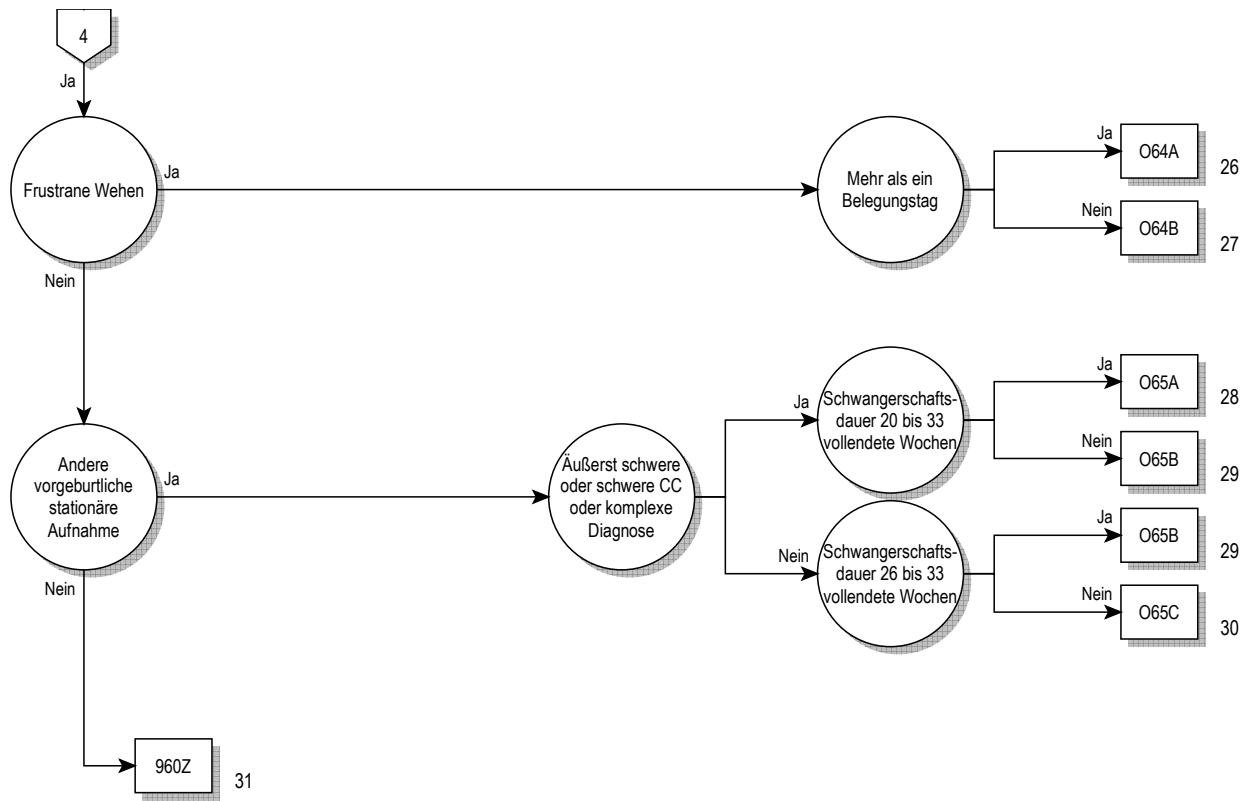 4
Ja
Frustrane Wehen
Ja
Mehr als ein
Belegungstag
Ja
O64A
26
Nein
O64B
27
Nein
Andere
vorgeburtliche
stationäre
Aufnahme
Ja
Äußerst schwere
oder schwere CC
oder komplexe
Diagnose
Ja
Schwangerschafts-
dauer 20 bis 33
vollendete Wochen
Ja
O65A
28
Nein
O65B
29
Nein
Schwangerschafts-
dauer 26 bis 33
vollendete Wochen
Ja
O65B
29
Nein
O65C
30
Nein
960Z
31